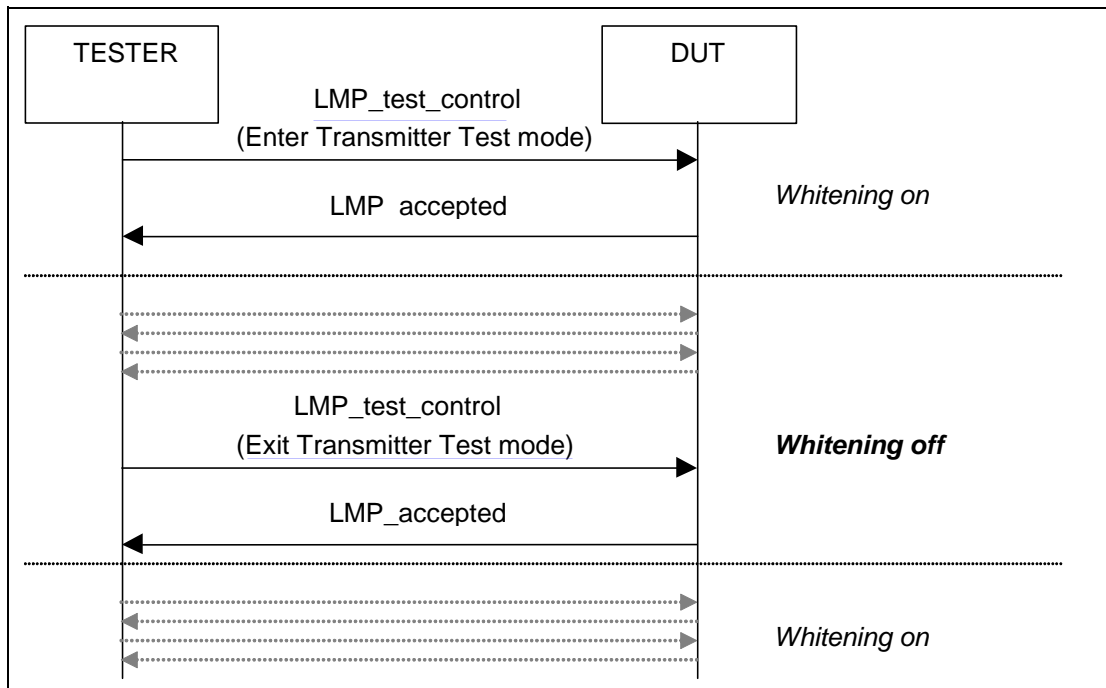 TESTER
DUT
LMP_test_control
(Enter Transmitter Test mode)
Whitening on
LMP accepted
LMP_test_control
(Exit Transmitter Test mode)
Whitening off
LMP_accepted
Whitening on